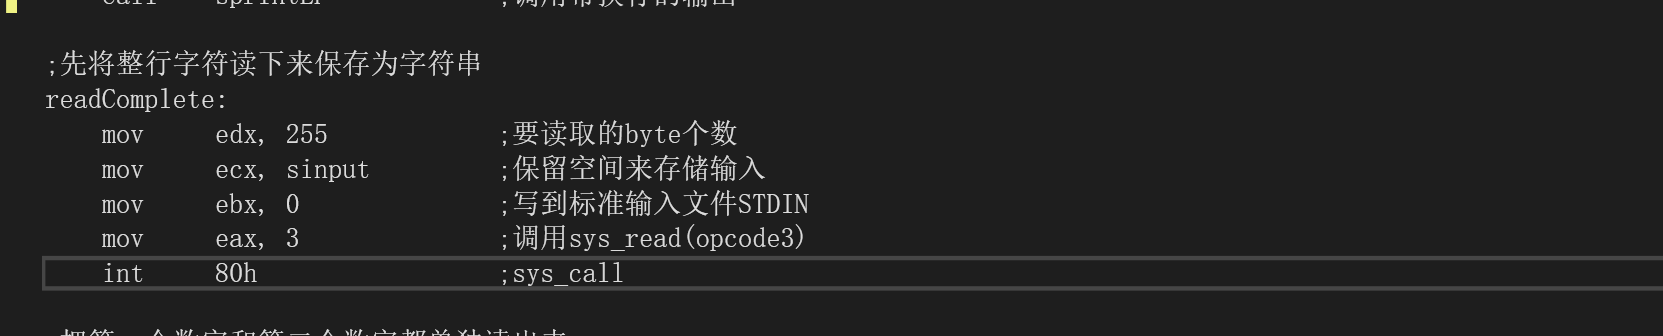 ;先将整行字符读下来保存为字符串
readComplete:
mov edx, 255 ;要读取的byte个数
mov ecx, sinput ;保留空间来存储输入
mov ebx, 0 ;写到标准输入文件STDIN
mov eax, 3 ;调用sys_read(opcode3)
int 80h ;sys_call